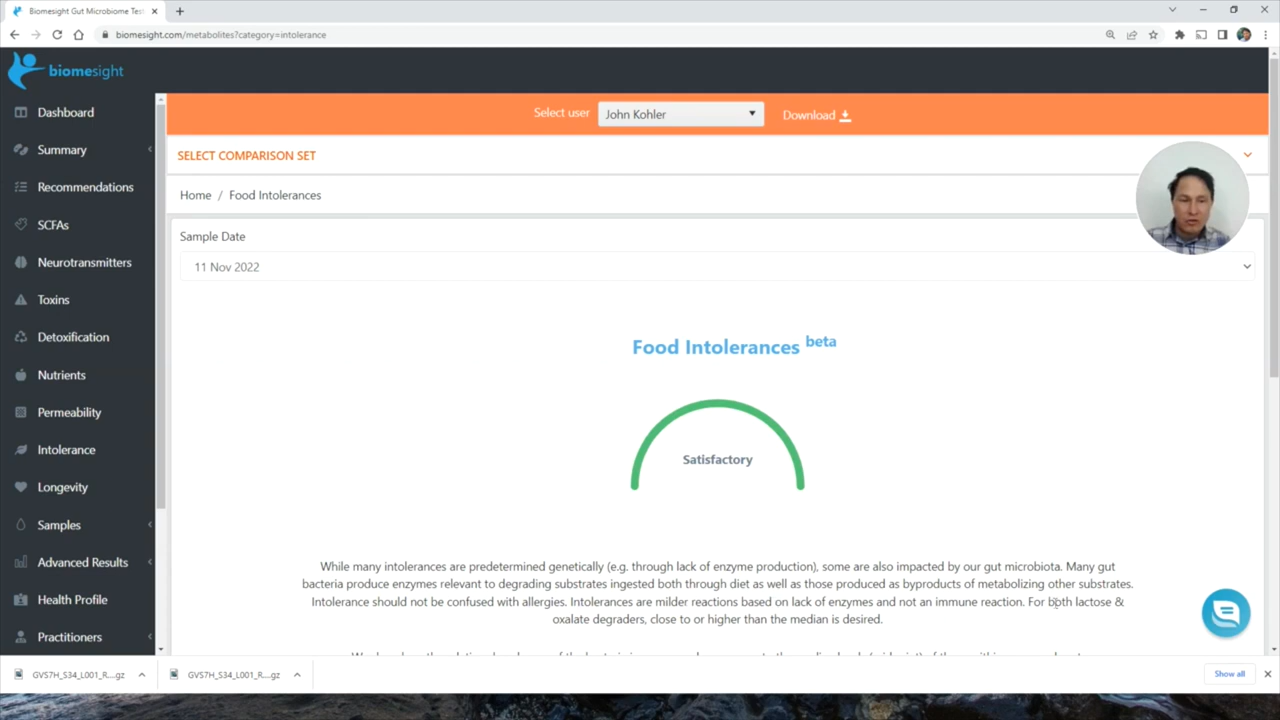 Biomesight Gut Microbiome Tes
biomesight.com/metabolites?category=intolerance
biomesight
Dashboard
Summary
Recommendations
SCFAs
Neurotransmitters
Toxins
Detoxification
Nutrients
Permeability
Intolerance
Longevity
Samples
Advanced Results
Health Profile
Practitioners
Select user
John Kohler
Download
SELECT COMPARISON SET
Home / Food Intolerances
Sample Date
11 Nov 2022
Food Intolerances beta
Satisfactory
While many intolerances are predetermined genetically (e.g. through lack of enzyme production), some are also impacted by our gut microbiota. Many gut
bacteria produce enzymes relevant to degrading substrates ingested both through diet as well as those produced as byproducts of metabolizing other substrates.
Intolerance should not be confused with allergies. Intolerances are milder reactions based on lack of enzymes and not an immune reaction. For both lactose &
oxalate degraders, close to or higher than the median is desired.
GVS7H_S34_L001_R....gz
GVS7H_S34_L001_R....gz
Show all